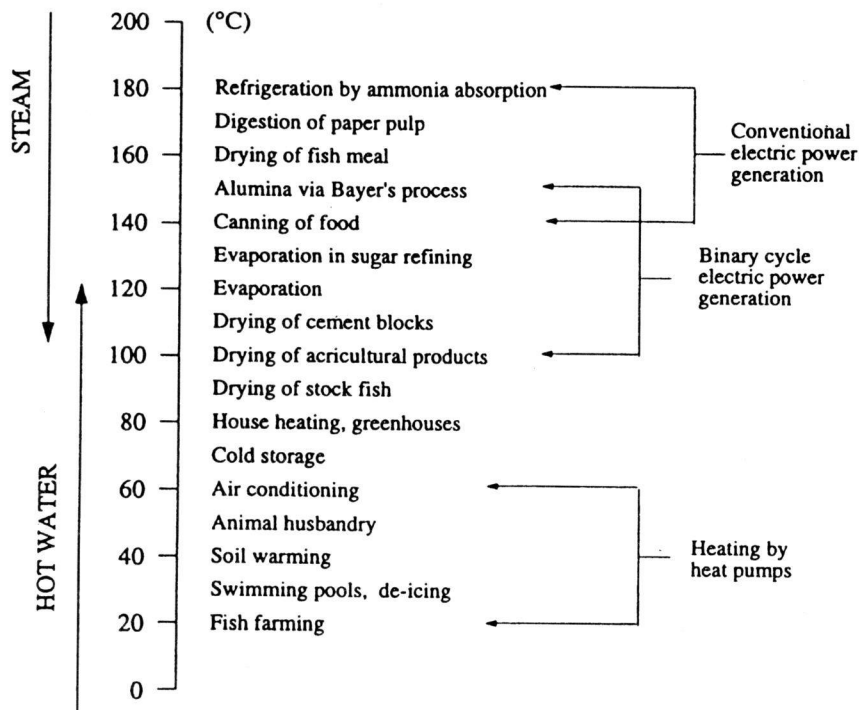 200 (°C)
180 Refrigeration by ammonia absorption
Digestion of paper pulp
160 Drying of fish meal
Alumina via Bayer's process
140 Canning of food
Evaporation in sugar refining
120 Evaporation
Drying of cement blocks
100 Drying of acricultural products
Drying of stock fish
80 House heating, greenhouses
Cold storage
60 Air conditioning
Animal husbandry
40 Soil warming
Swimming pools, de-icing
20 Fish farming
0
STEAM
HOT WATER
Conventional
electric power
generation
Binary cycle
electric power
generation
Heating by
heat pumps